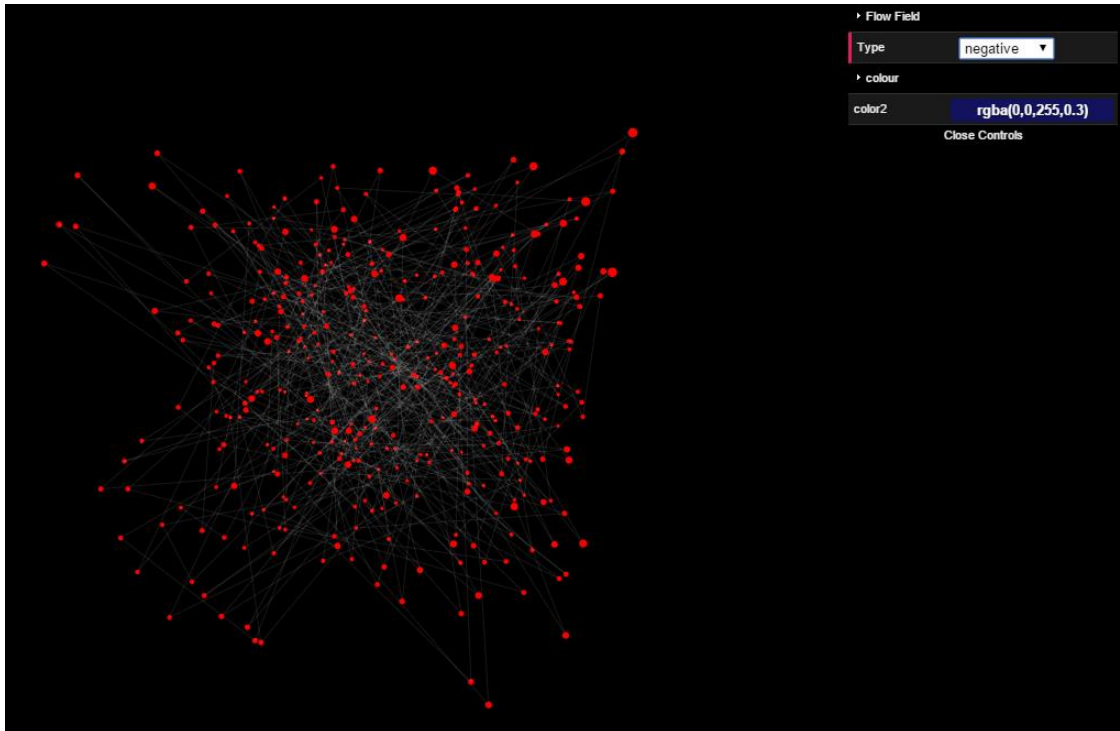 Flow Field
Type negative
colour
color2 rgba(0,0,255,0.3)
Close Controls